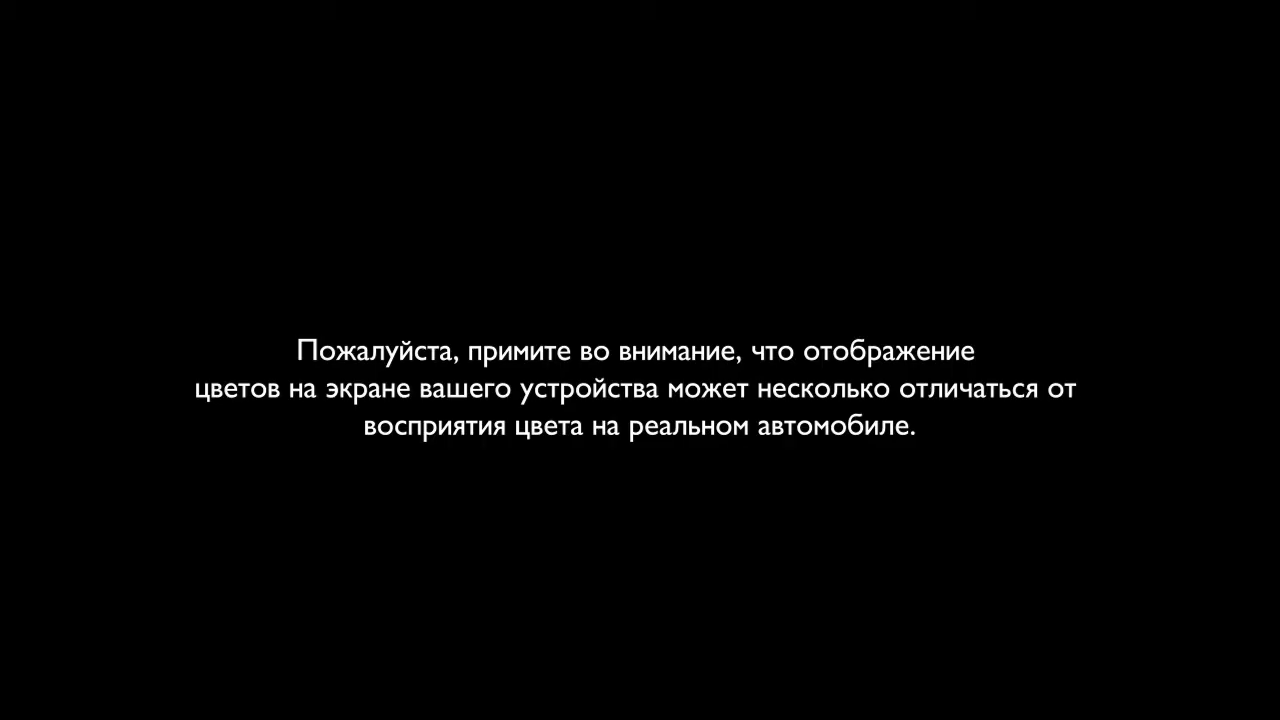 Пожалуйста, примите во внимание, что отображение
цветов на экране вашего устройства может несколько отличаться от
восприятия цвета на реальном автомобиле.